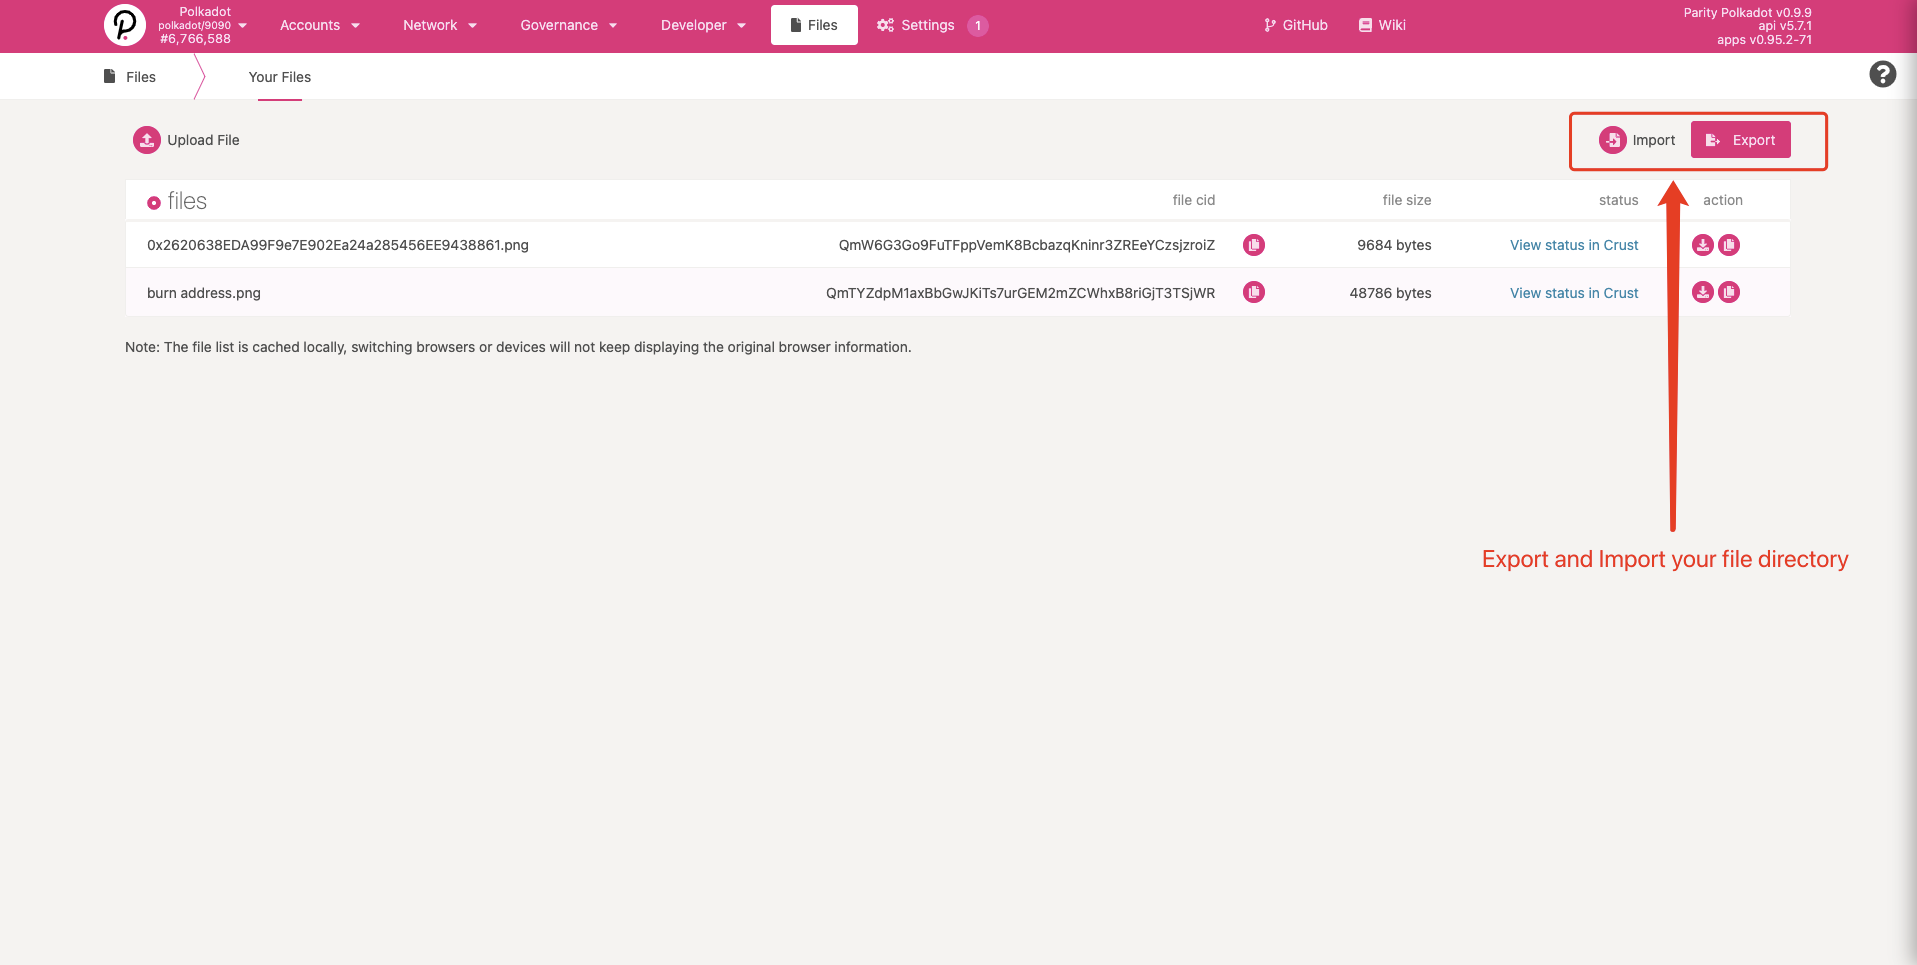 Polkadot
polkadot/9090
#6,766,588
Accounts
Network
Governance
Developer
Files
Settings
1
GitHub
Wiki
Parity Polkadot v0.9.9
api v5.7.1
apps v0.95.2-71
Files
Your Files
Upload File
Import
Export
files file cid file size status action
0x2620638EDA99F9e7E902Ea24a285456EE9438861.png QmW6G3Go9FuTFppVemK8BcbazqKninr3ZREeYCzsjzroiZ 9684 bytes View status in Crust
burn address.png QmTYZdpM1axBbGwJKiTs7urGEM2mZCWhxB8riGjT3TSjWR 48786 bytes View status in Crust
Note: The file list is cached locally, switching browsers or devices will not keep displaying the original browser information.
Export and Import your file directory